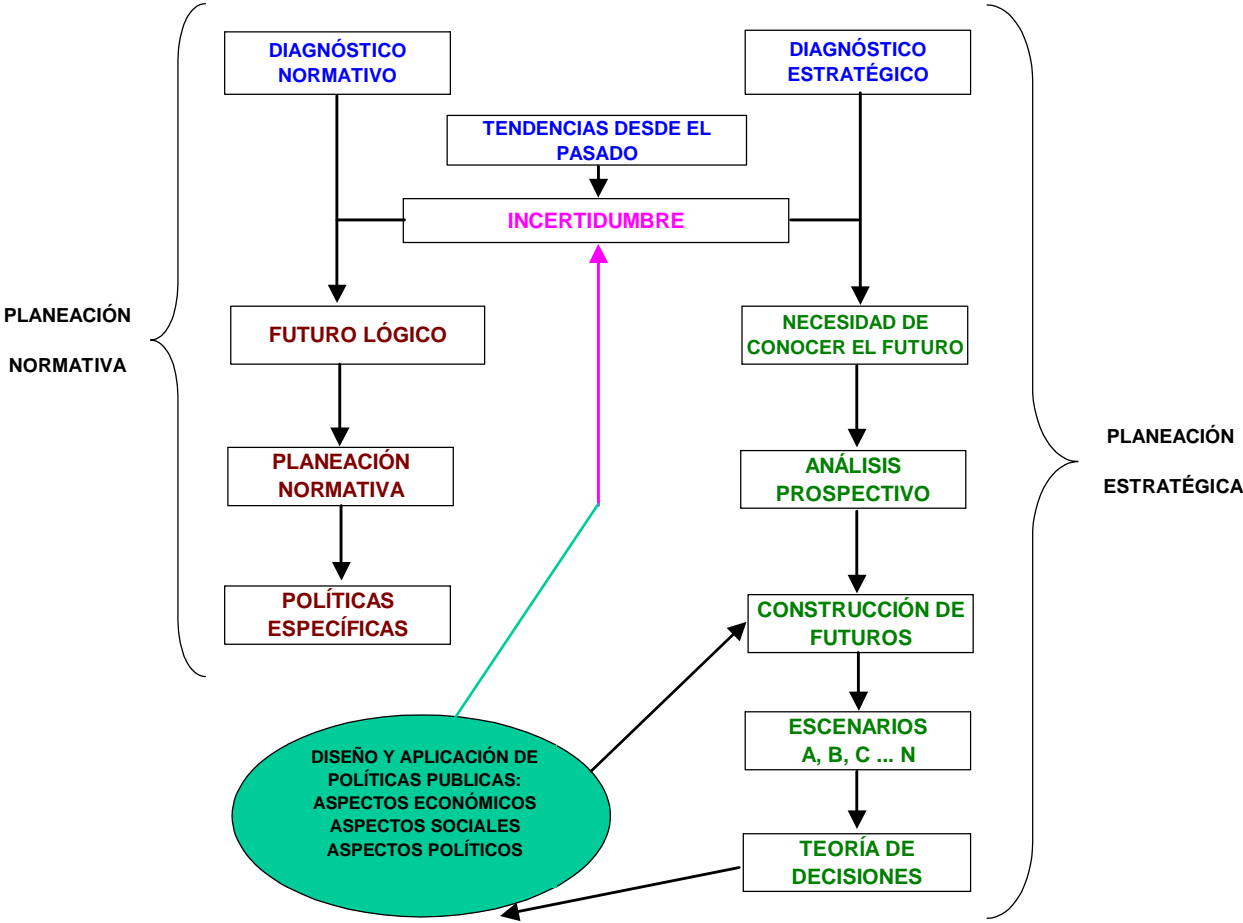 DIAGNÓSTICO
NORMATIVO
DIAGNÓSTICO
ESTRATÉGICO
TENDENCIAS DESDE EL
PASADO
INCERTIDUMBRE
PLANEACIÓN
NORMATIVA
FUTURO LÓGICO
NECESIDAD DE
CONOCER EL FUTURO
PLANEACIÓN
NORMATIVA
ANÁLISIS
PROSPECTIVO
PLANEACIÓN
ESTRATÉGICA
POLÍTICAS
ESPECÍFICAS
CONSTRUCCIÓN DE
FUTUROS
ESCENARIOS
A, B, C ... N
DISEÑO Y APLICACIÓN DE
POLÍTICAS PUBLICAS:
ASPECTOS ECONÓMICOS
ASPECTOS SOCIALES
ASPECTOS POLÍTICOS
TEORÍA DE
DECISIONES